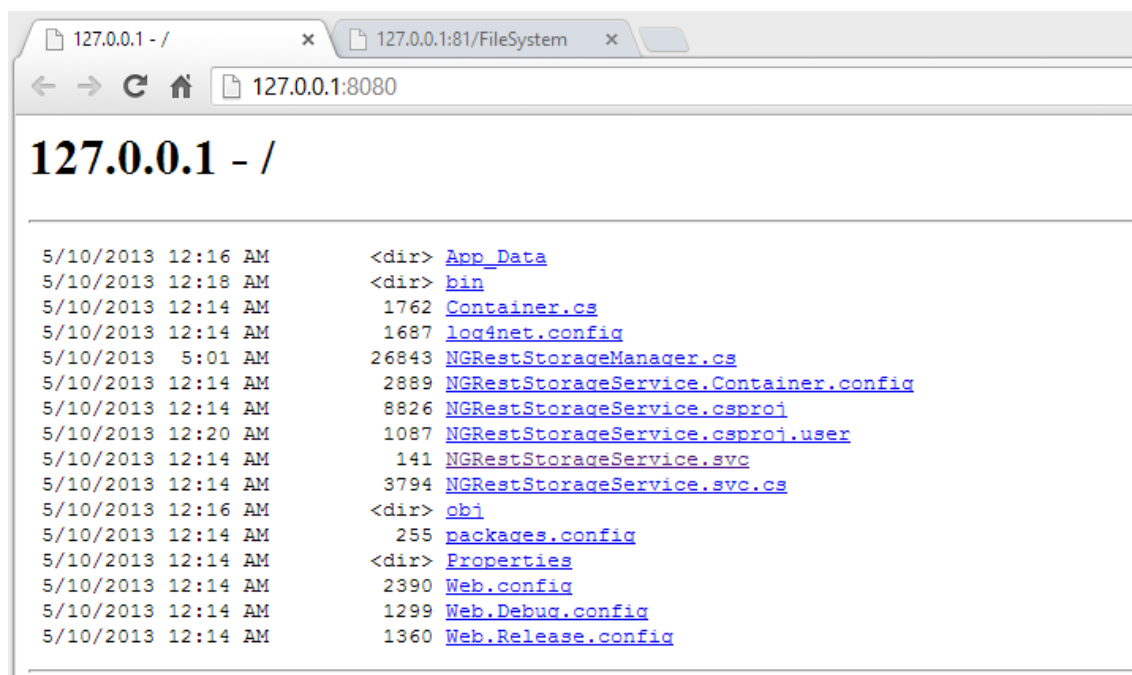 127.0.0.1 - / × 127.0.0.1:81/FileSystem ×
127.0.0.1:8080
127.0.0.1 - /
5/10/2013 12:16 AM <dir> App_Data
5/10/2013 12:18 AM <dir> bin
5/10/2013 12:14 AM 1762 Container.cs
5/10/2013 12:14 AM 1687 log4net.config
5/10/2013 5:01 AM 26843 NGRestStorageManager.cs
5/10/2013 12:14 AM 2889 NGRestStorageService.Container.config
5/10/2013 12:14 AM 8826 NGRestStorageService.csproj
5/10/2013 12:20 AM 1087 NGRestStorageService.csproj.user
5/10/2013 12:14 AM 141 NGRestStorageService.svc
5/10/2013 12:14 AM 3794 NGRestStorageService.svc.cs
5/10/2013 12:16 AM <dir> obj
5/10/2013 12:14 AM 255 packages.config
5/10/2013 12:14 AM <dir> Properties
5/10/2013 12:14 AM 2390 Web.config
5/10/2013 12:14 AM 1299 Web.Debug.config
5/10/2013 12:14 AM 1360 Web.Release.config